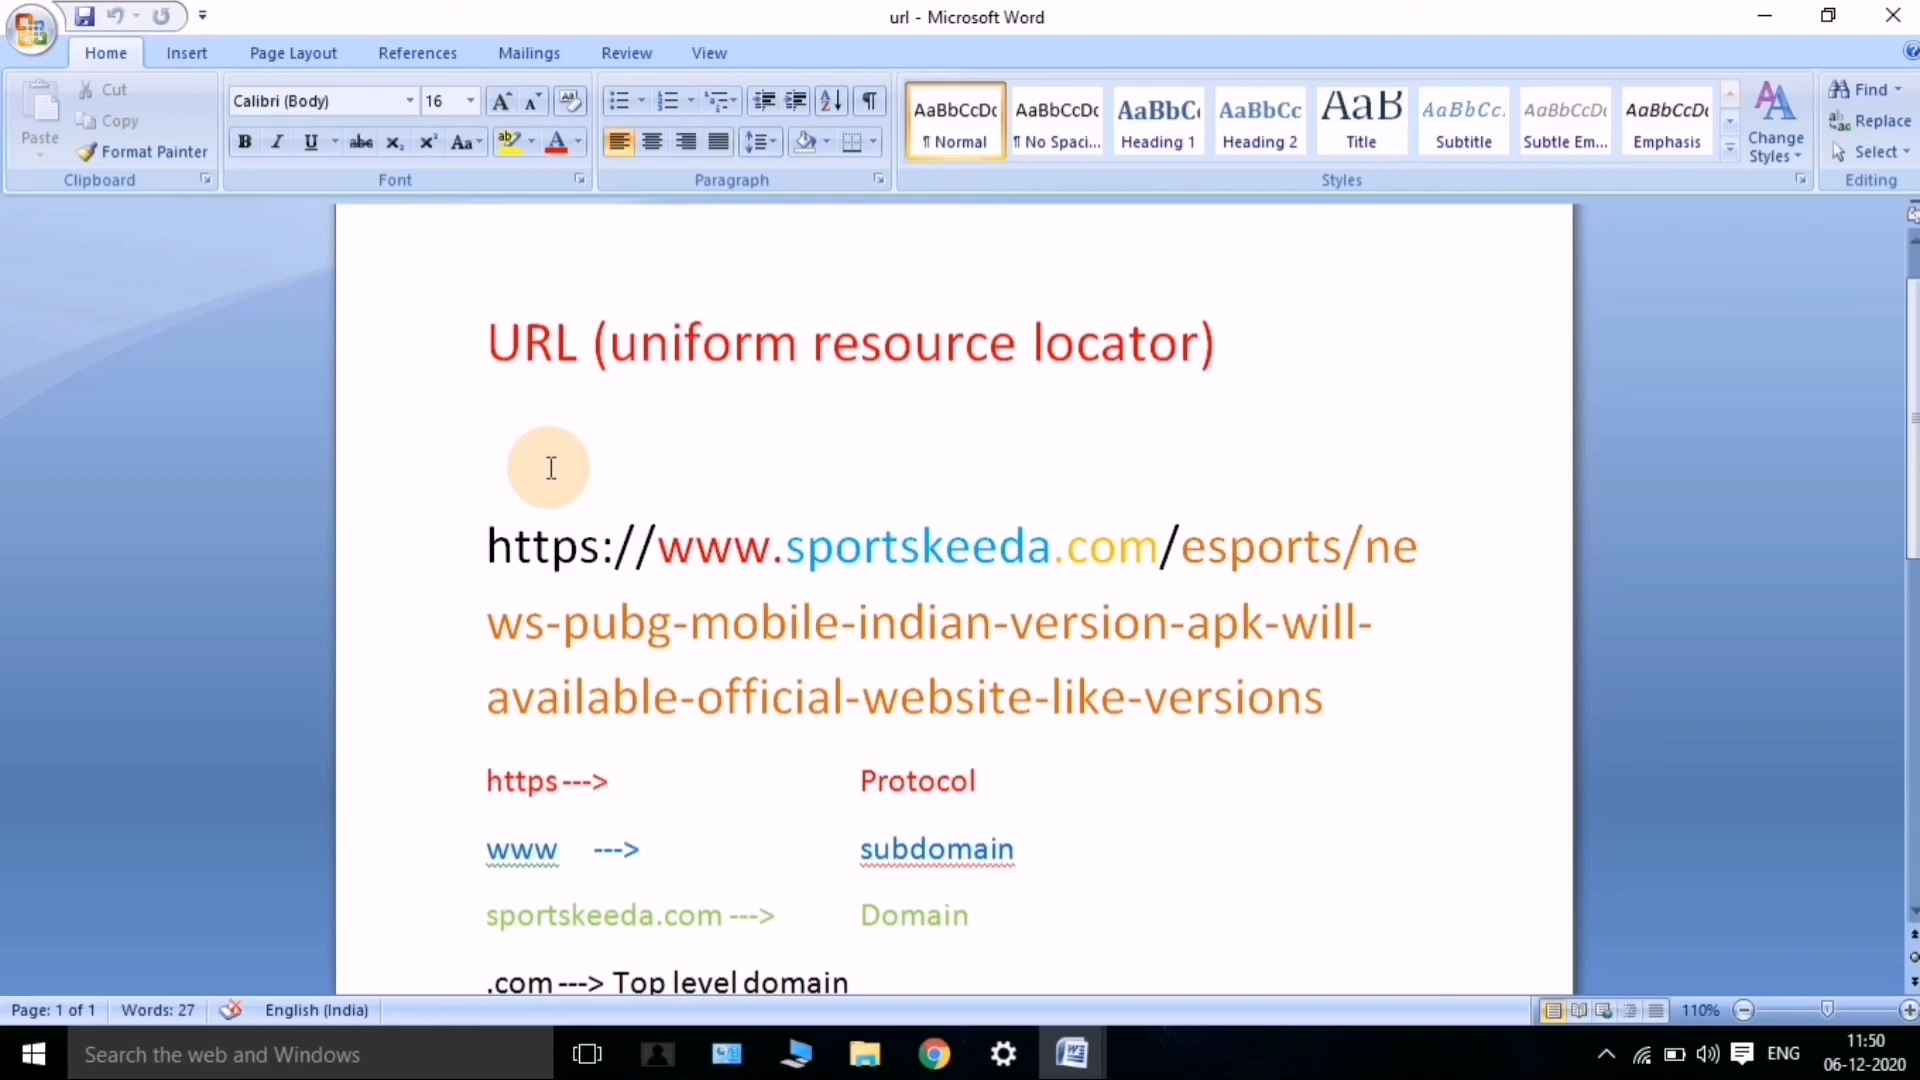 url - Microsoft Word
Home Insert Page Layout References Mailings Review View
Paste
Cut
Copy
Format Painter
Clipboard
Calibri (Body) 16
B I U abc X₂ X² Aa ab A
Font
Paragraph
AaBbCcDc AaBbCcDc AaBbC AaBbCc AaB AaBbCc. AaBbCcDc AaBbCcDc
¶ Normal ¶ No Spaci... Heading 1 Heading 2 Title Subtitle Subtle Em... Emphasis
Change Styles
Styles
Find
Replace
Select
Editing
URL (uniform resource locator)
https://www.sportskeeda.com/esports/ne
ws-pubg-mobile-indian-version-apk-will-
available-official-website-like-versions
https ---> Protocol
www ---> subdomain
sportskeeda.com ---> Domain
.com ---> Top level domain
Page: 1 of 1 Words: 27 English (India) 110%
Search the web and Windows
ENG
11:50
06-12-2020